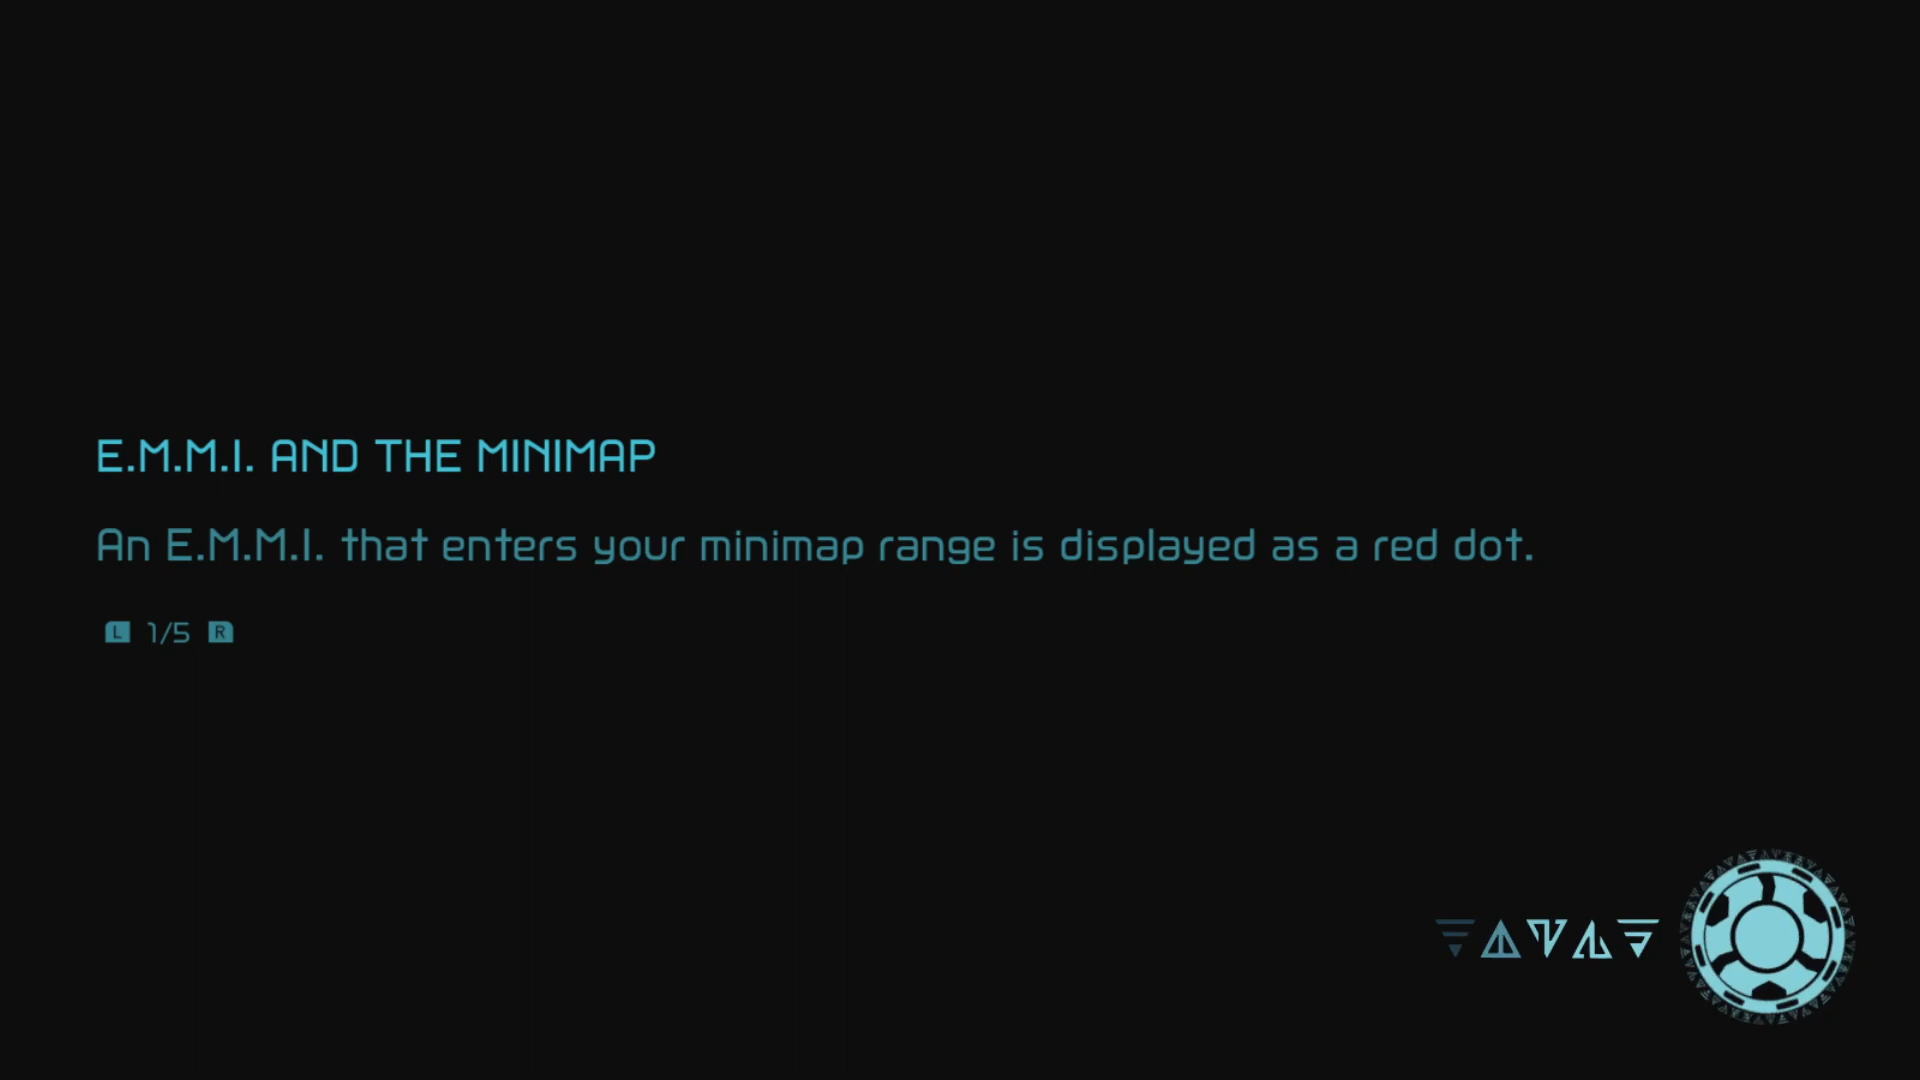 E.M.M.I. AND THE MINIMAP
An E.M.M.I. that enters your minimap range is displayed as a red dot.
L 1/5 R